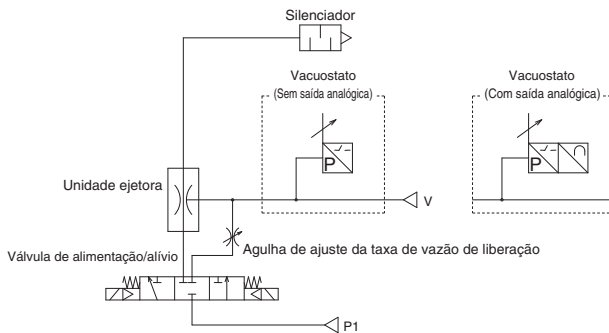 Silenciador
Vacuostato
(Sem saída analógica)
Vacuostato
(Com saída analógica)
P
P
Unidade ejetora
V
Agulha de ajuste da taxa de vazão de liberação
Válvula de alimentação/alívio
P1